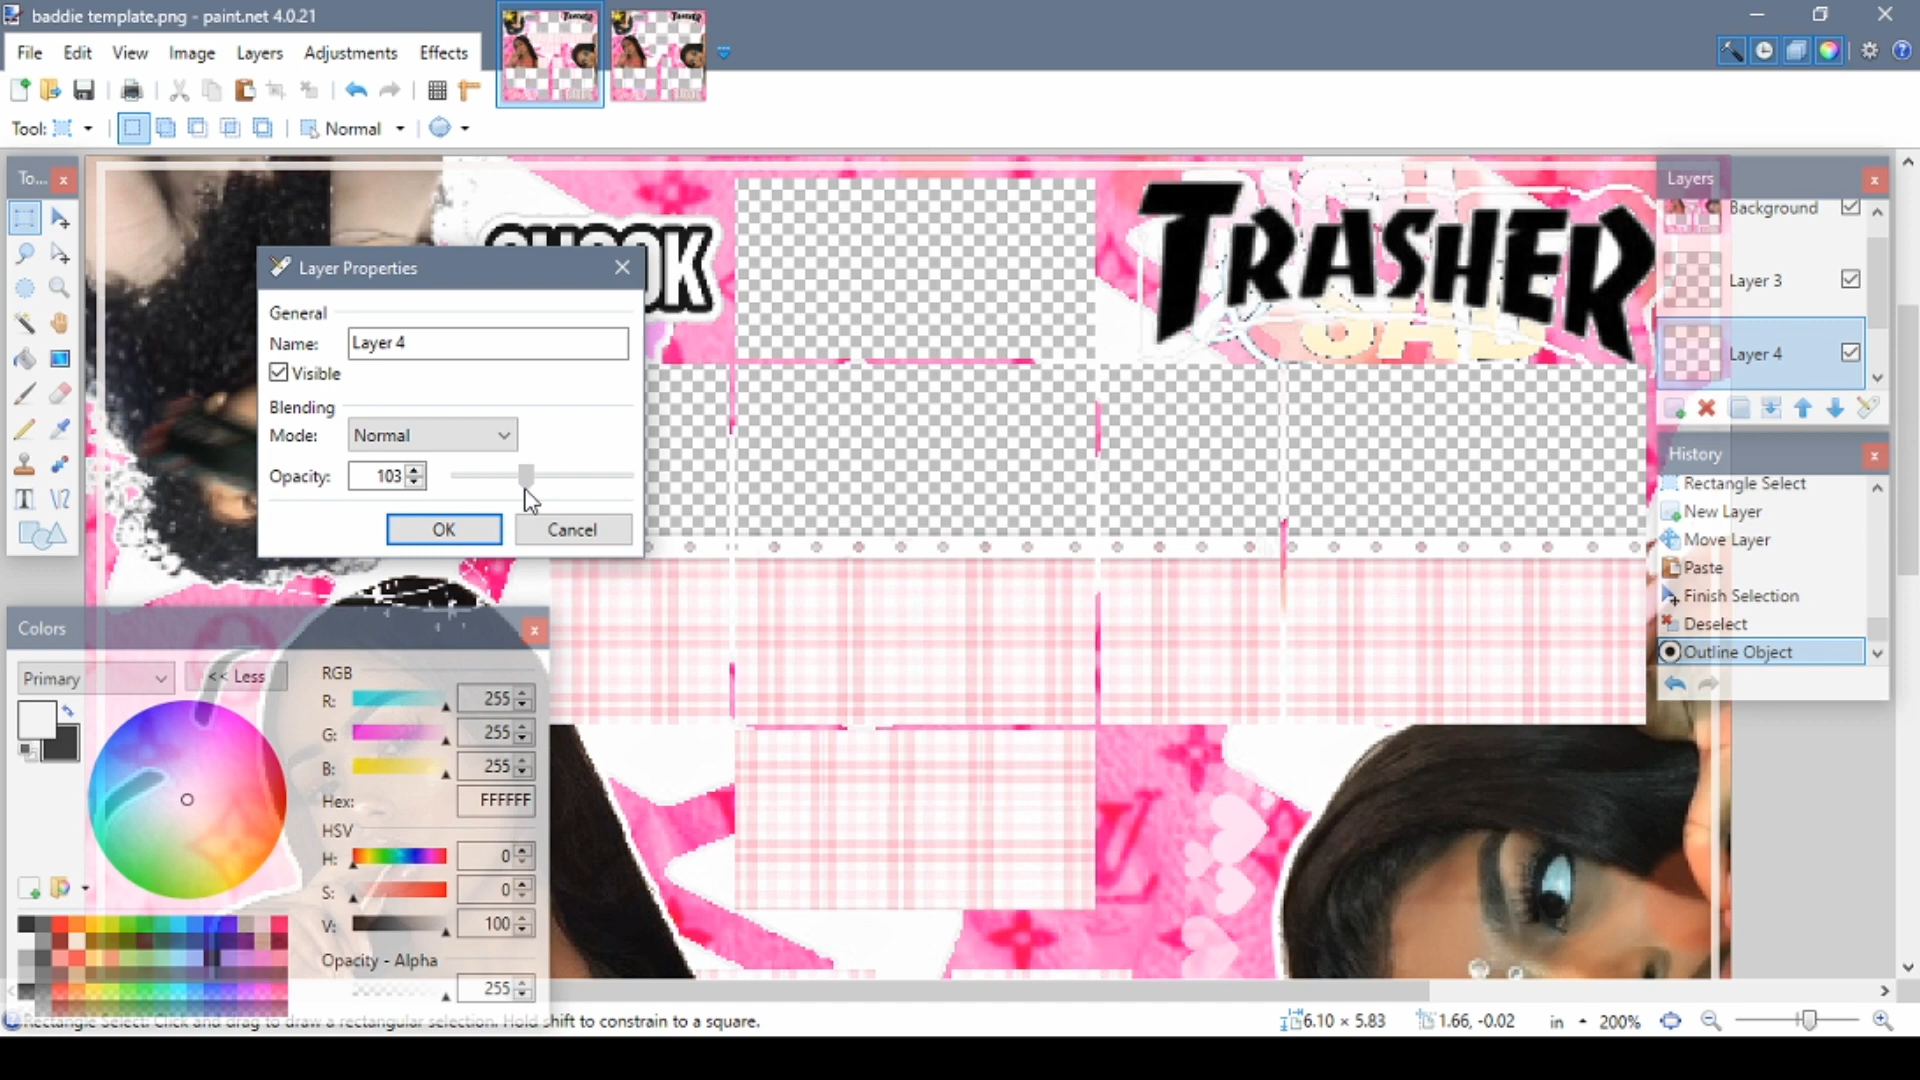 baddie template.png - paint.net 4.0.21
File Edit View Image Layers Adjustments Effects
Tool: Normal
To...
TRASHER
Layers
Background
Layer 3
Layer 4
Layer Properties
General
Name: Layer 4
Visible
Blending
Mode: Normal
Opacity: 103
OK Cancel
History
Rectangle Select
New Layer
Move Layer
Paste
Finish Selection
Deselect
Outline Object
Colors
Primary << Less
RGB
R: 255
G: 255
B: 255
Hex: FFFFFF
HSV
H: 0
S: 0
V: 100
Opacity - Alpha
255
Rectangle Select: Click and drag to draw a rectangular selection. Hold shift to constrain to a square.
6.10 × 5.83 1.66, -0.02 in 200%